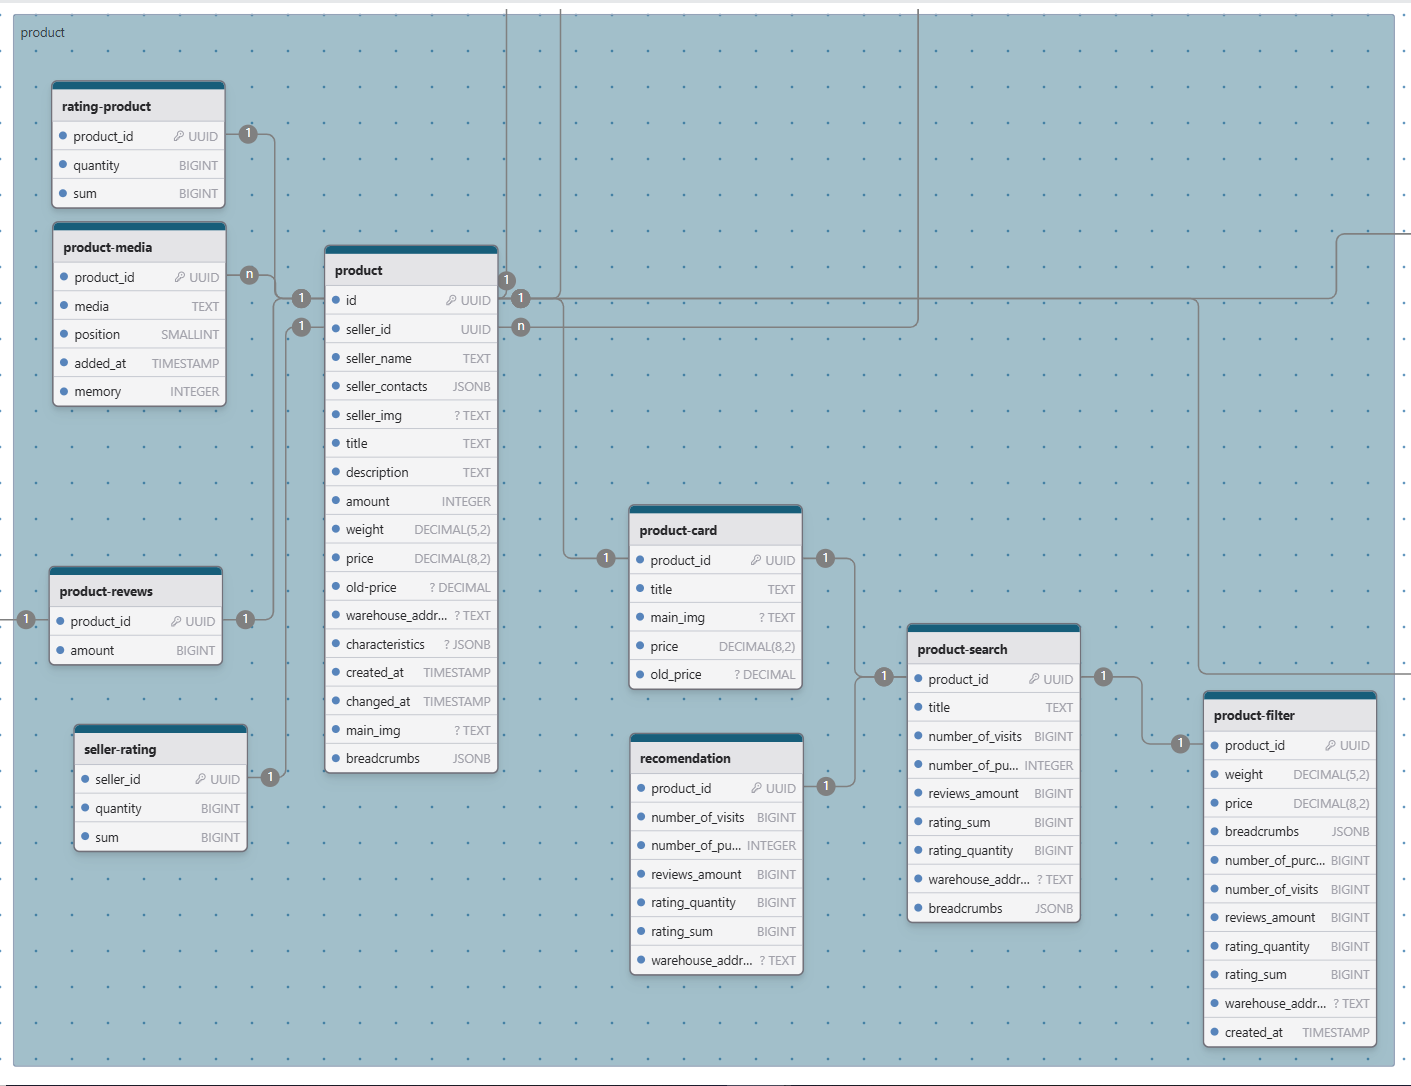 product
rating-product
product_id UUID
quantity BIGINT
sum BIGINT
1
product-media
product_id UUID
media TEXT
position SMALLINT
added_at TIMESTAMP
memory INTEGER
n
product
id UUID
seller_id UUID
seller_name TEXT
seller_contacts JSONB
seller_img ? TEXT
title TEXT
description TEXT
amount INTEGER
weight DECIMAL(5,2)
price DECIMAL(8,2)
old-price ? DECIMAL
warehouse_addr... ? TEXT
characteristics ? JSONB
created_at TIMESTAMP
changed_at TIMESTAMP
main_img ? TEXT
breadcrumbs JSONB
1
1
1
1
n
product-revews
product_id UUID
amount BIGINT
1
1
seller-rating
seller_id UUID
quantity BIGINT
sum BIGINT
1
product-card
product_id UUID
title TEXT
main_img ? TEXT
price DECIMAL(8,2)
old_price ? DECIMAL
1
1
recomendation
product_id UUID
number_of_visits BIGINT
number_of_pu... INTEGER
reviews_amount BIGINT
rating_quantity BIGINT
rating_sum BIGINT
warehouse_addr... ? TEXT
1
product-search
product_id UUID
title TEXT
number_of_visits BIGINT
number_of_pu... INTEGER
reviews_amount BIGINT
rating_sum BIGINT
rating_quantity BIGINT
warehouse_addr... ? TEXT
breadcrumbs JSONB
1
1
product-filter
product_id UUID
weight DECIMAL(5,2)
price DECIMAL(8,2)
breadcrumbs JSONB
number_of_purc... BIGINT
number_of_visits BIGINT
reviews_amount BIGINT
rating_quantity BIGINT
rating_sum BIGINT
warehouse_addr... ? TEXT
created_at TIMESTAMP
1